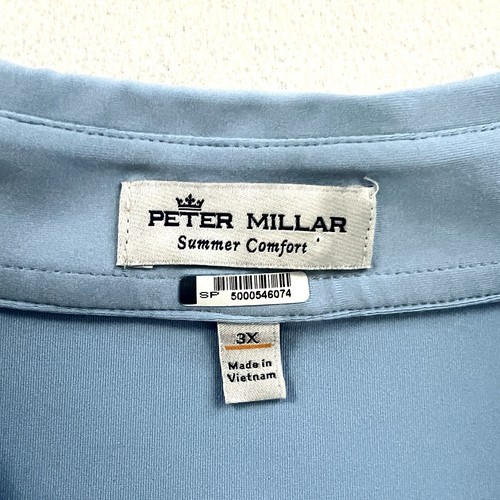 PETER MILLAR
Summer Comfort
SP 5000546074
3X
Made in
Vietnam